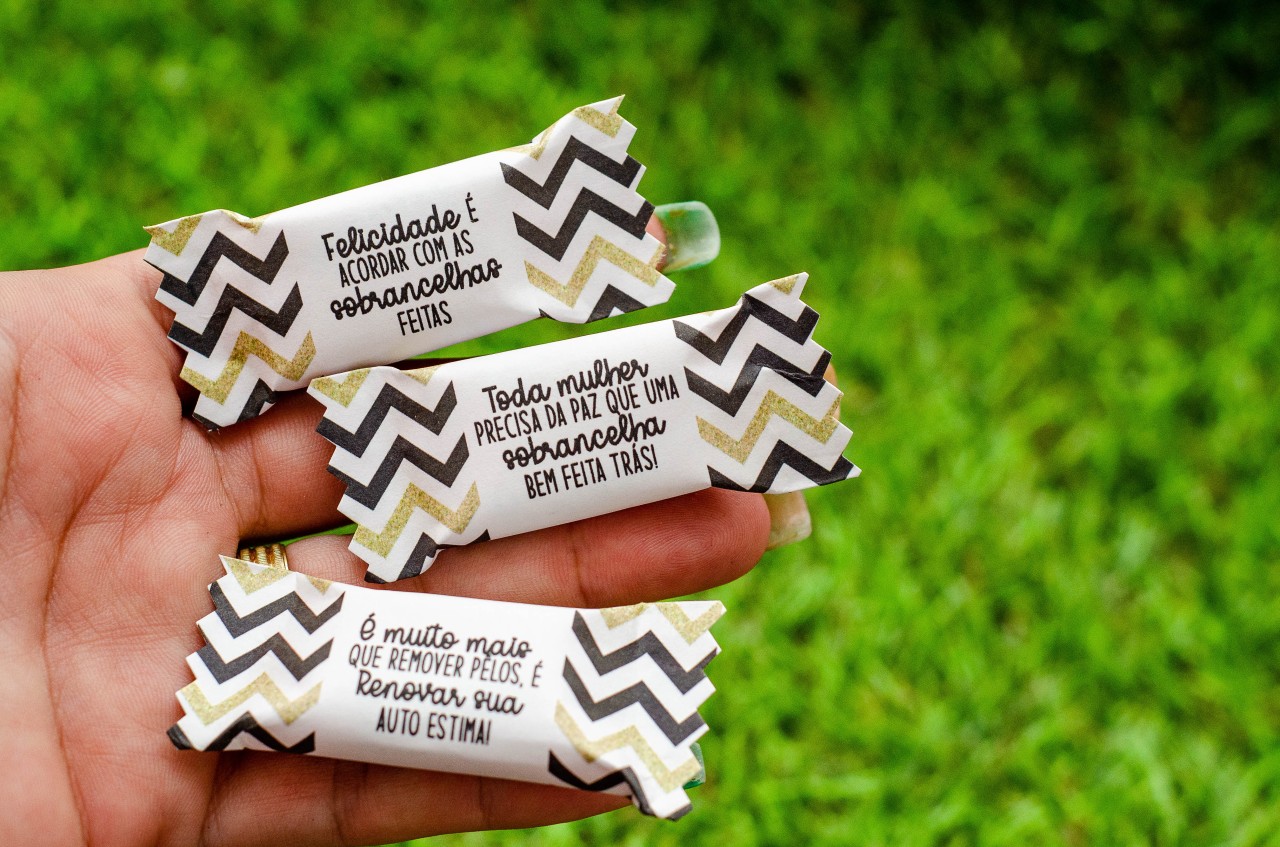 Felicidade É
ACORDAR COM AS
sobrancelhas
FEITAS
Toda mulher
PRECISA DA PAZ QUE UMA
sobrancelha
BEM FEITA TRÁS!
É muito mais
QUE REMOVER PÊLOS, É
Renovar sua
AUTO ESTIMA!